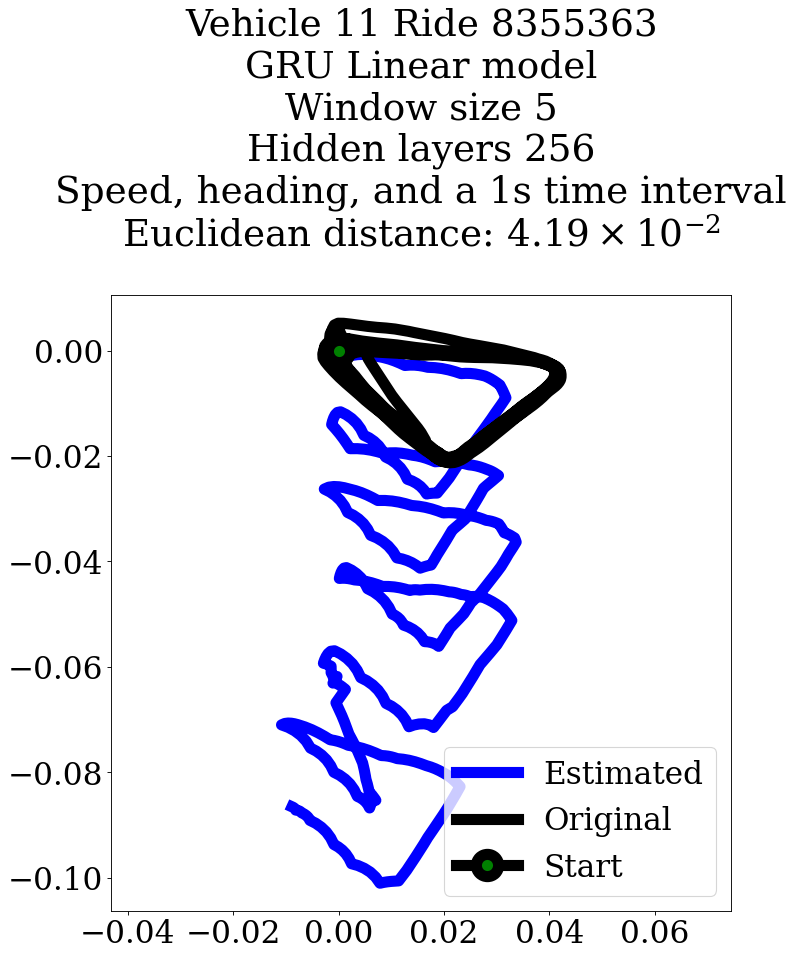 Vehicle 11 Ride 8355363
GRU Linear model
Window size 5
Hidden layers 256
Speed, heading, and a 1s time interval
Euclidean distance: 4.19 × 10⁻²
0.00
−0.02
−0.04
−0.06
−0.08
−0.10
Estimated
Original
Start
−0.04 −0.02 0.00 0.02 0.04 0.06